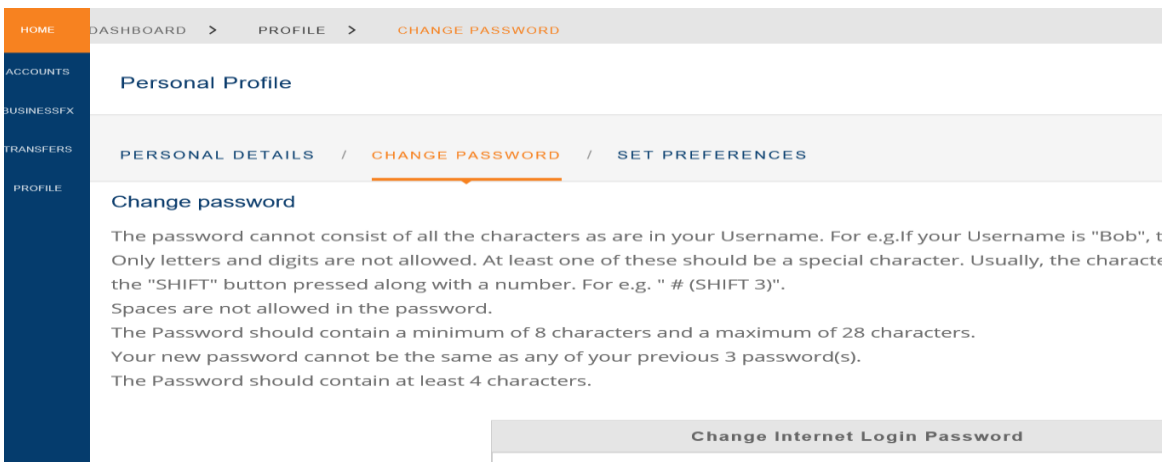 HOME
DASHBOARD > PROFILE > CHANGE PASSWORD
ACCOUNTS
BUSINESSFX
TRANSFERS
PROFILE
Personal Profile
PERSONAL DETAILS / CHANGE PASSWORD / SET PREFERENCES
Change password
The password cannot consist of all the characters as are in your Username. For e.g.If your Username is "Bob",
Only letters and digits are not allowed. At least one of these should be a special character. Usually, the
the "SHIFT" button pressed along with a number. For e.g. " # (SHIFT 3)".
Spaces are not allowed in the password.
The Password should contain a minimum of 8 characters and a maximum of 28 characters.
Your new password cannot be the same as any of your previous 3 password(s).
The Password should contain at least 4 characters.
Change Internet Login Password